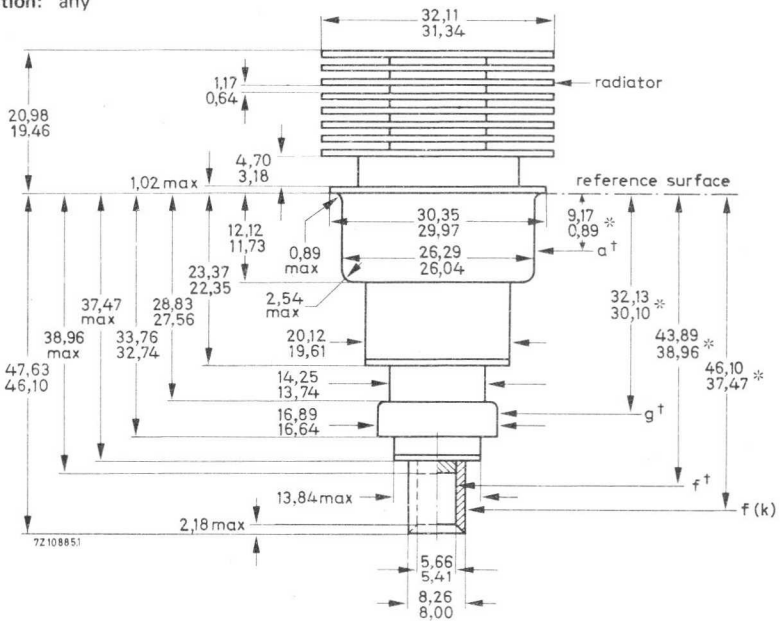 tion: any
32,11
31,34
1,17
0,64
radiator
20,98
19,46
4,70
3,18
1,02 max
reference surface
30,35
29,97
9,17
0,89 *
12,12
11,73
0,89
max
26,29
26,04
a†
23,37
22,35
2,54
max
32,13
30,10 *
28,83
27,56
37,47
max
33,76
32,74
38,96
max
43,89
38,96 *
20,12
19,61
47,63
46,10
46,10
37,47 *
14,25
13,74
16,89
16,64
g†
13,84 max
f†
f(k)
2,18 max
7Z10885.1
5,66
5,41
8,26
8,00